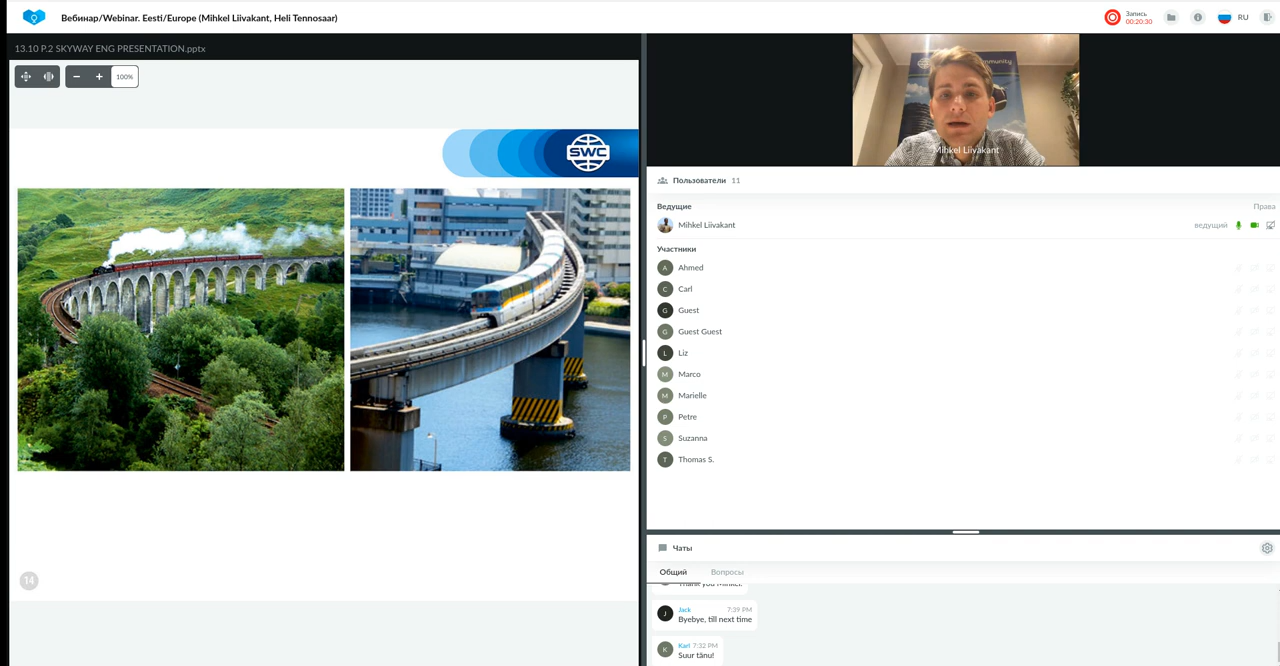 Вебинар/Webinar. Eesti/Europe (Mihkel Liivakant, Heli Tennosaar)
Запись
00:20:30
RU
13.10 P.2 SKYWAY ENG PRESENTATION.pptx
100%
SWC
14
Mihkel Liivakant
Пользователи 11
Ведущие Права
Mihkel Liivakant ведущий
Участники
A Ahmed
C Carl
G Guest
G Guest Guest
L Liz
M Marco
M Marielle
P Petre
S Suzanna
T Thomas S.
Чаты
Общий Вопросы
Thank you Mihkel.
J Jack 7:39 PM
Byebye, till next time
K Karl 7:32 PM
Suur tänu!